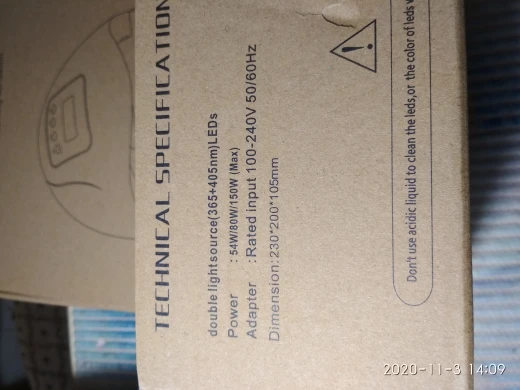 TECHNICAL SPECIFICATION
double lightsource(365+405nm)LEDs
Power : 54W/80W/150W (Max)
Adapter : Rated input 100-240V 50/60Hz
Dimension:230*200*105mm
Don't use acidic liquid to clean the leds,or the color of leds
2020-11-3 14:09